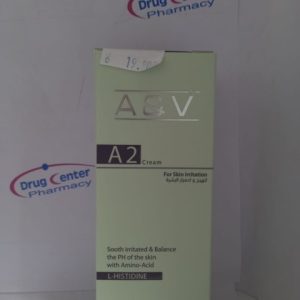 Drug Center
Pharmacy
A&V
A2 Cream
For Skin Irritation
Drug Center
Pharmacy
Sooth Irritated & Balance
the PH of the skin
with Amino-Acid
L-HISTIDINE